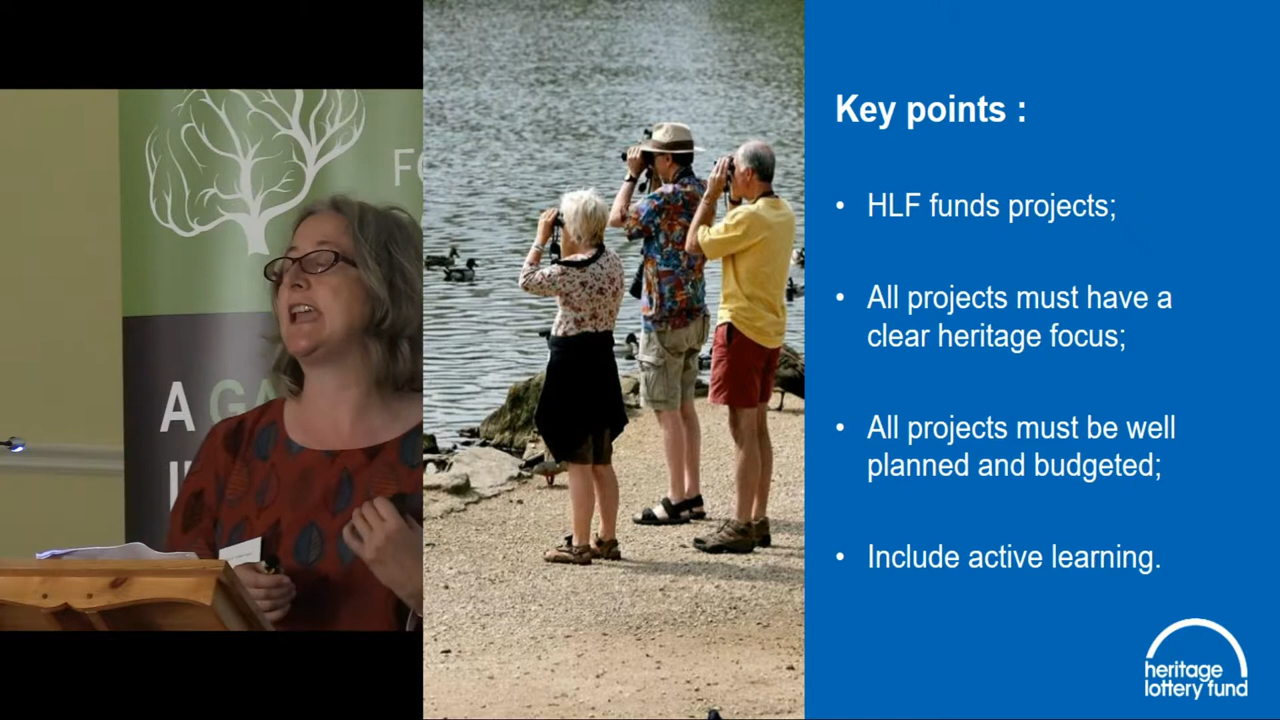 A
Key points :
• HLF funds projects;
• All projects must have a
clear heritage focus;
• All projects must be well
planned and budgeted;
• Include active learning.
heritage
lottery fund